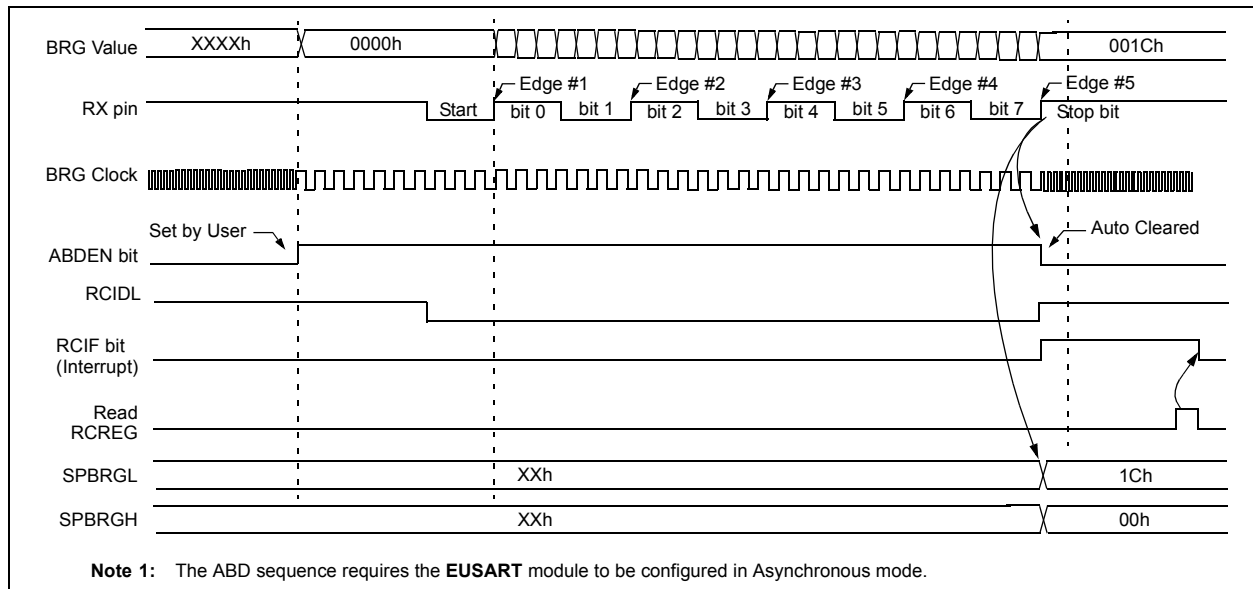 BRG Value XXXXh 0000h 001Ch
Edge #1 Edge #2 Edge #3 Edge #4 Edge #5
RX pin Start bit 0 bit 1 bit 2 bit 3 bit 4 bit 5 bit 6 bit 7 Stop bit
BRG Clock
Set by User Auto Cleared
ABDEN bit
RCIDL
RCIF bit
(Interrupt)
Read
RCREG
SPBRGL XXh 1Ch
SPBRGH XXh 00h
Note 1: The ABD sequence requires the EUSART module to be configured in Asynchronous mode.